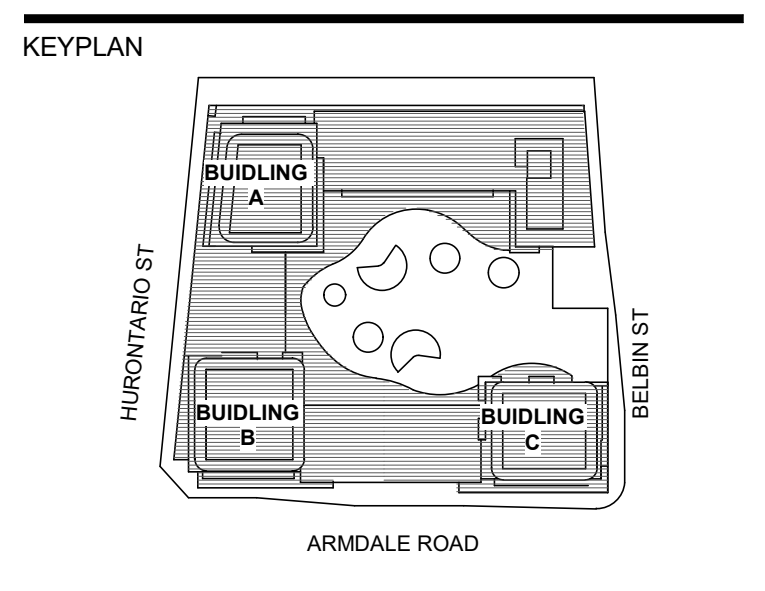 KEYPLAN
BUIDLING
A
HURONTARIO ST
BELBIN ST
BUIDLING
B
BUIDLING
C
ARMDALE ROAD